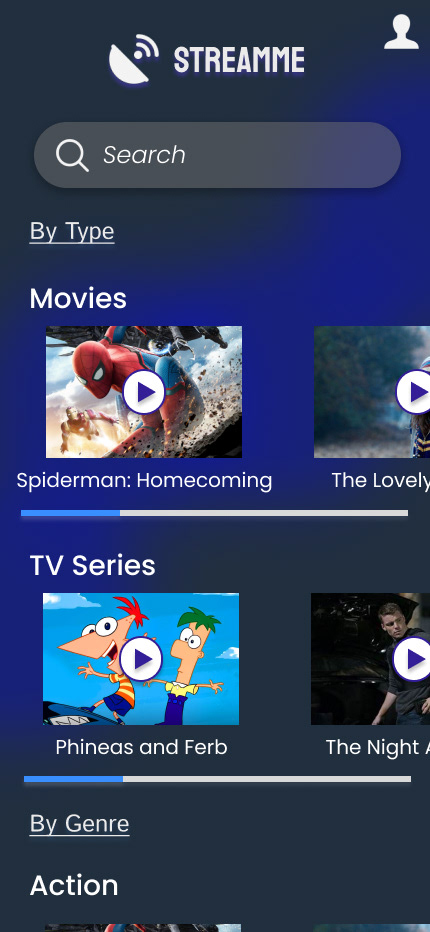 STREAMME
Search
By Type
Movies
Spiderman: Homecoming
The Lovely
TV Series
Phineas and Ferb
The Night
By Genre
Action